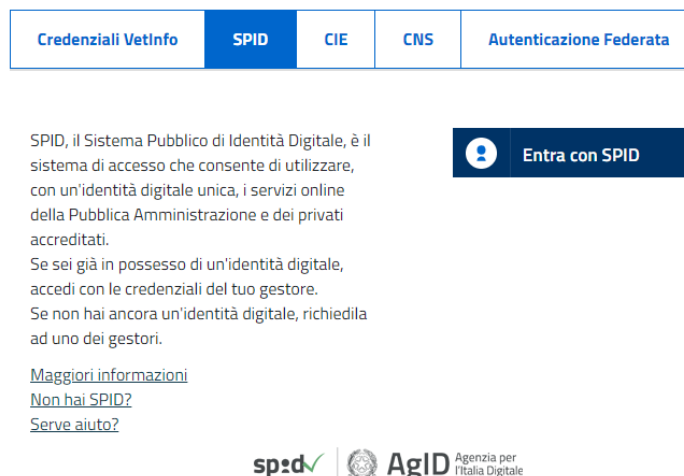 Credenziali VetInfo SPID CIE CNS Autenticazione Federata
SPID, il Sistema Pubblico di Identità Digitale, è il
sistema di accesso che consente di utilizzare,
con un'identità digitale unica, i servizi online
della Pubblica Amministrazione e dei privati
accreditati.
Se sei già in possesso di un'identità digitale,
accedi con le credenziali del tuo gestore.
Se non hai ancora un'identità digitale, richiedila
ad uno dei gestori.
Entra con SPID
Maggiori informazioni
Non hai SPID?
Serve aiuto?
spid AgID Agenzia per
l'Italia Digitale